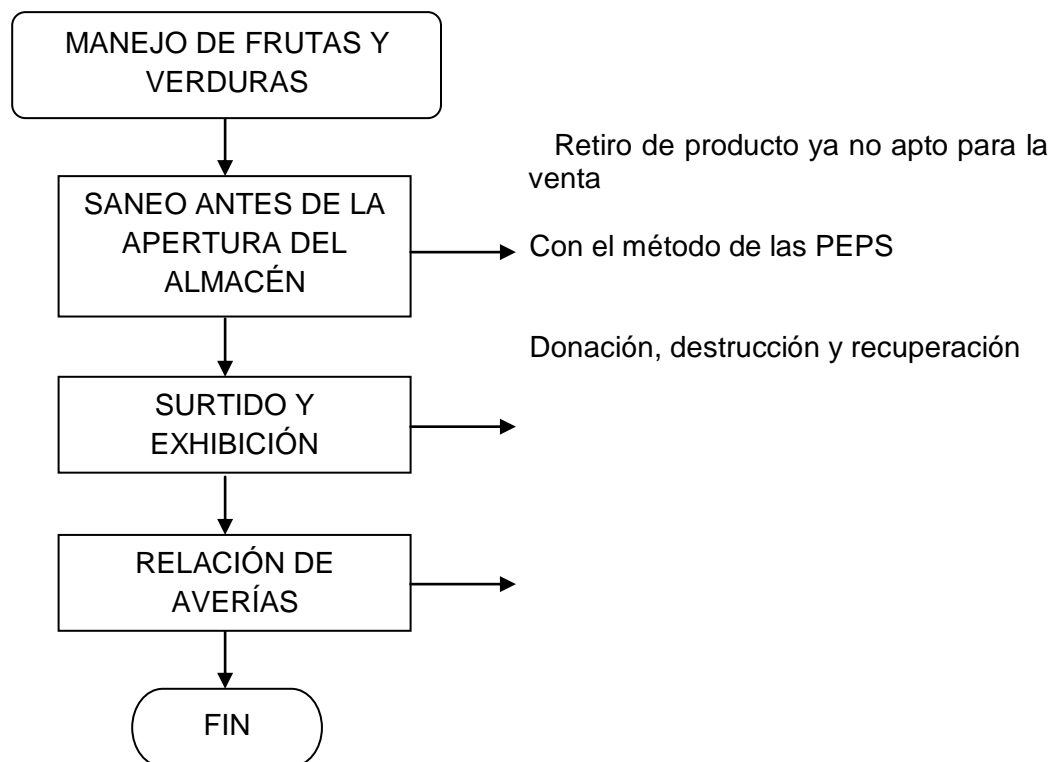 MANEJO DE FRUTAS Y
VERDURAS
Retiro de producto ya no apto para la
venta
SANEO ANTES DE LA
APERTURA DEL
ALMACÉN
Con el método de las PEPS
Donación, destrucción y recuperación
SURTIDO Y
EXHIBICIÓN
RELACIÓN DE
AVERÍAS
FIN